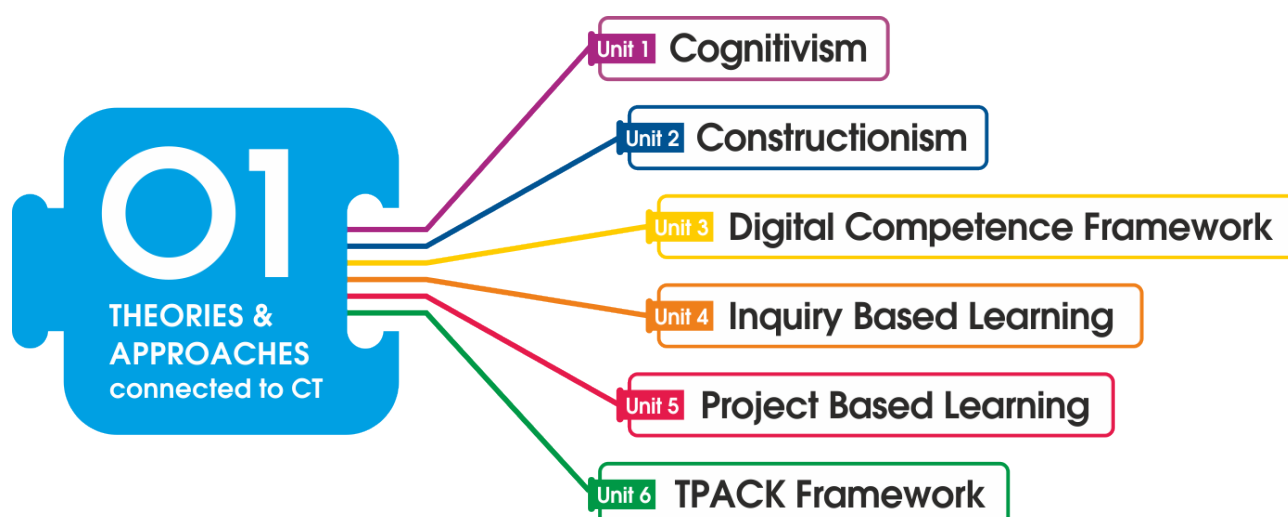 01
THEORIES &
APPROACHES
connected to CT
Unit 1 Cognitivism
Unit 2 Constructionism
Unit 3 Digital Competence Framework
Unit 4 Inquiry Based Learning
Unit 5 Project Based Learning
Unit 6 TPACK Framework